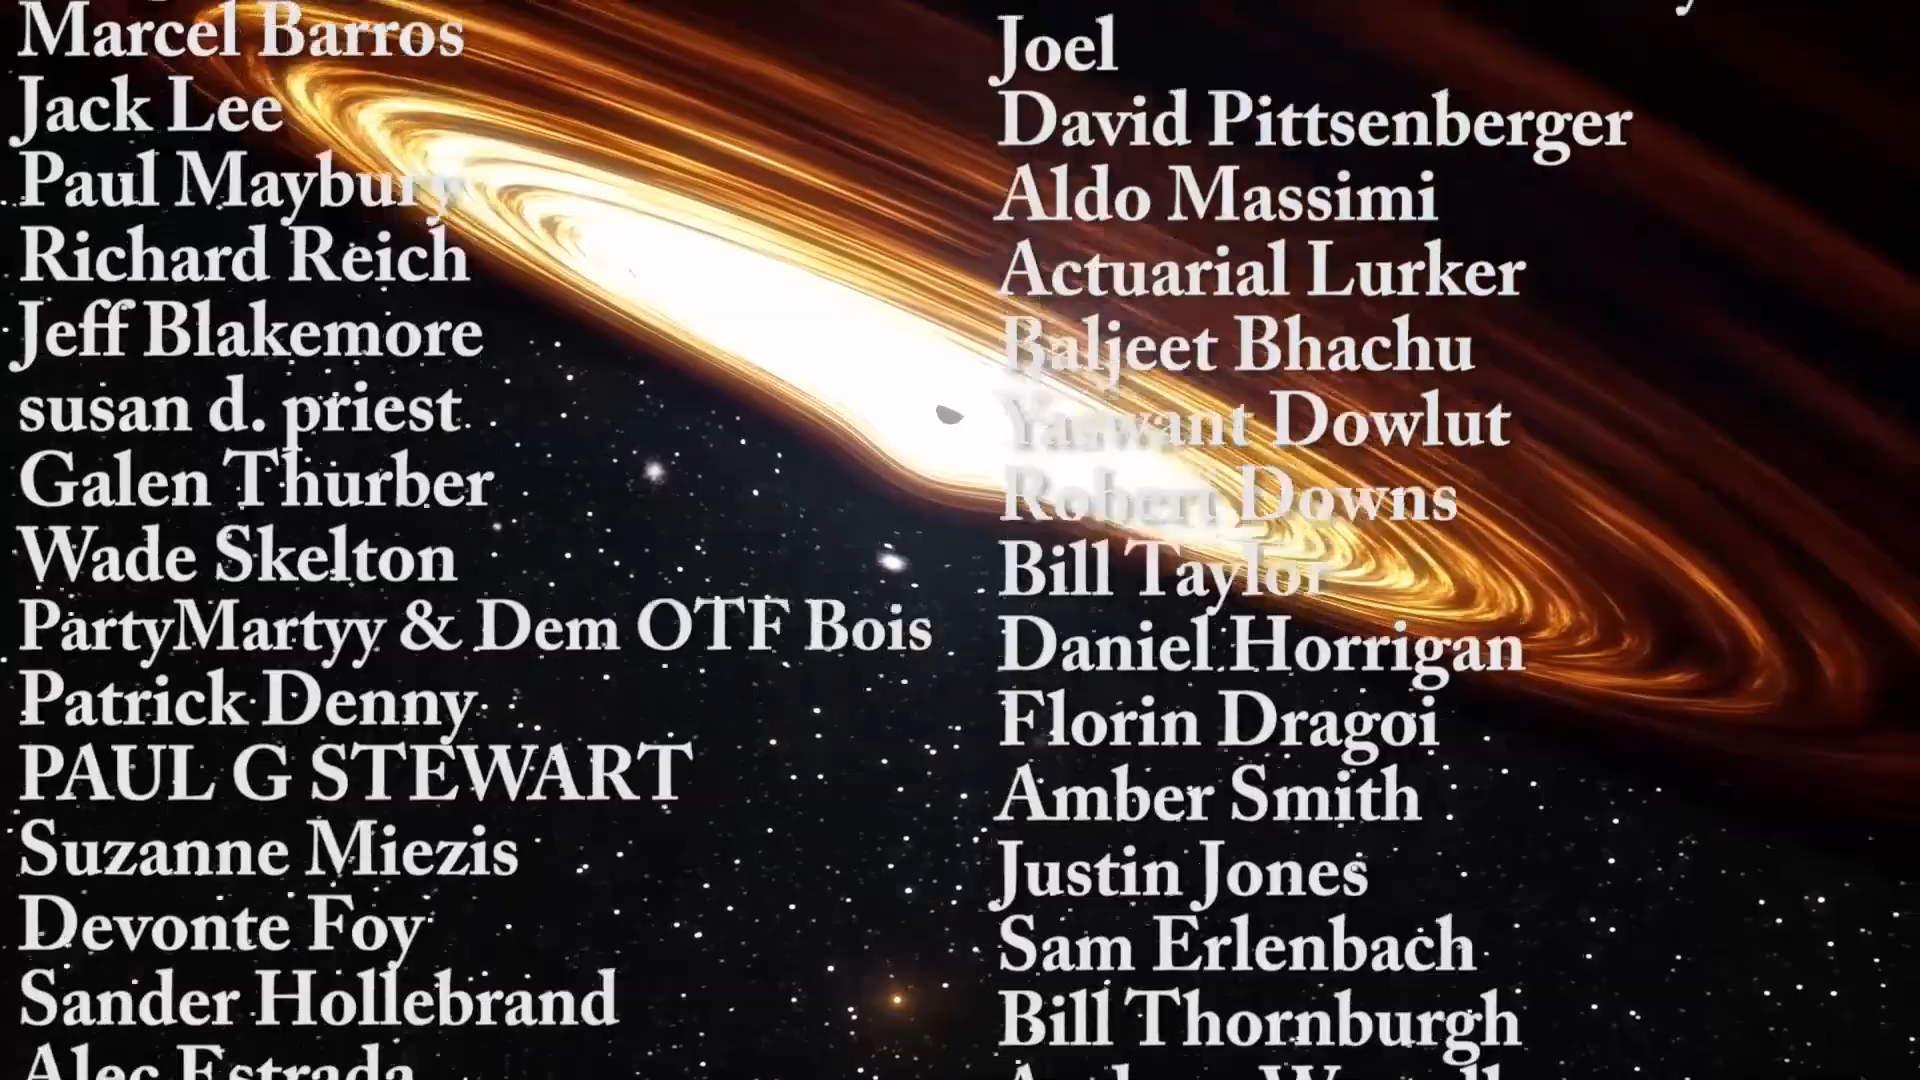 Marcel Barros
Jack Lee
Paul Maybury
Richard Reich
Jeff Blakemore
susan d. priest
Galen Thurber
Wade Skelton
PartyMartyy & Dem OTF Bois
Patrick Denny
PAUL G STEWART
Suzanne Miezis
Devonte Foy
Sander Hollebrand
Alec Estrada
Joel
David Pittsenberger
Aldo Massimi
Actuarial Lurker
Baljeet Bhachu
Yaswant Dowlut
Robert Downs
Bill Taylor
Daniel Horrigan
Florin Dragoi
Amber Smith
Justin Jones
Sam Erlenbach
Bill Thornburgh